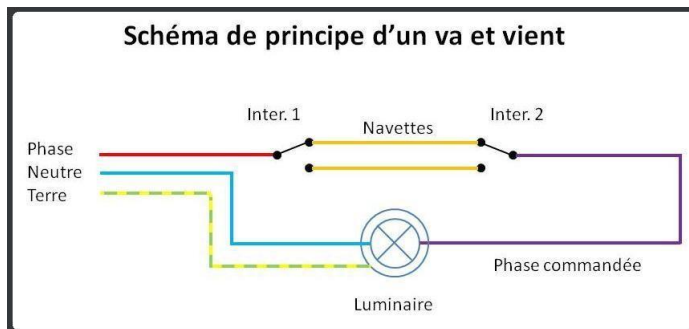 Schéma de principe d'un va et vient
Inter. 1
Navettes
Inter. 2
Phase
Neutre
Terre
Phase commandée
Luminaire